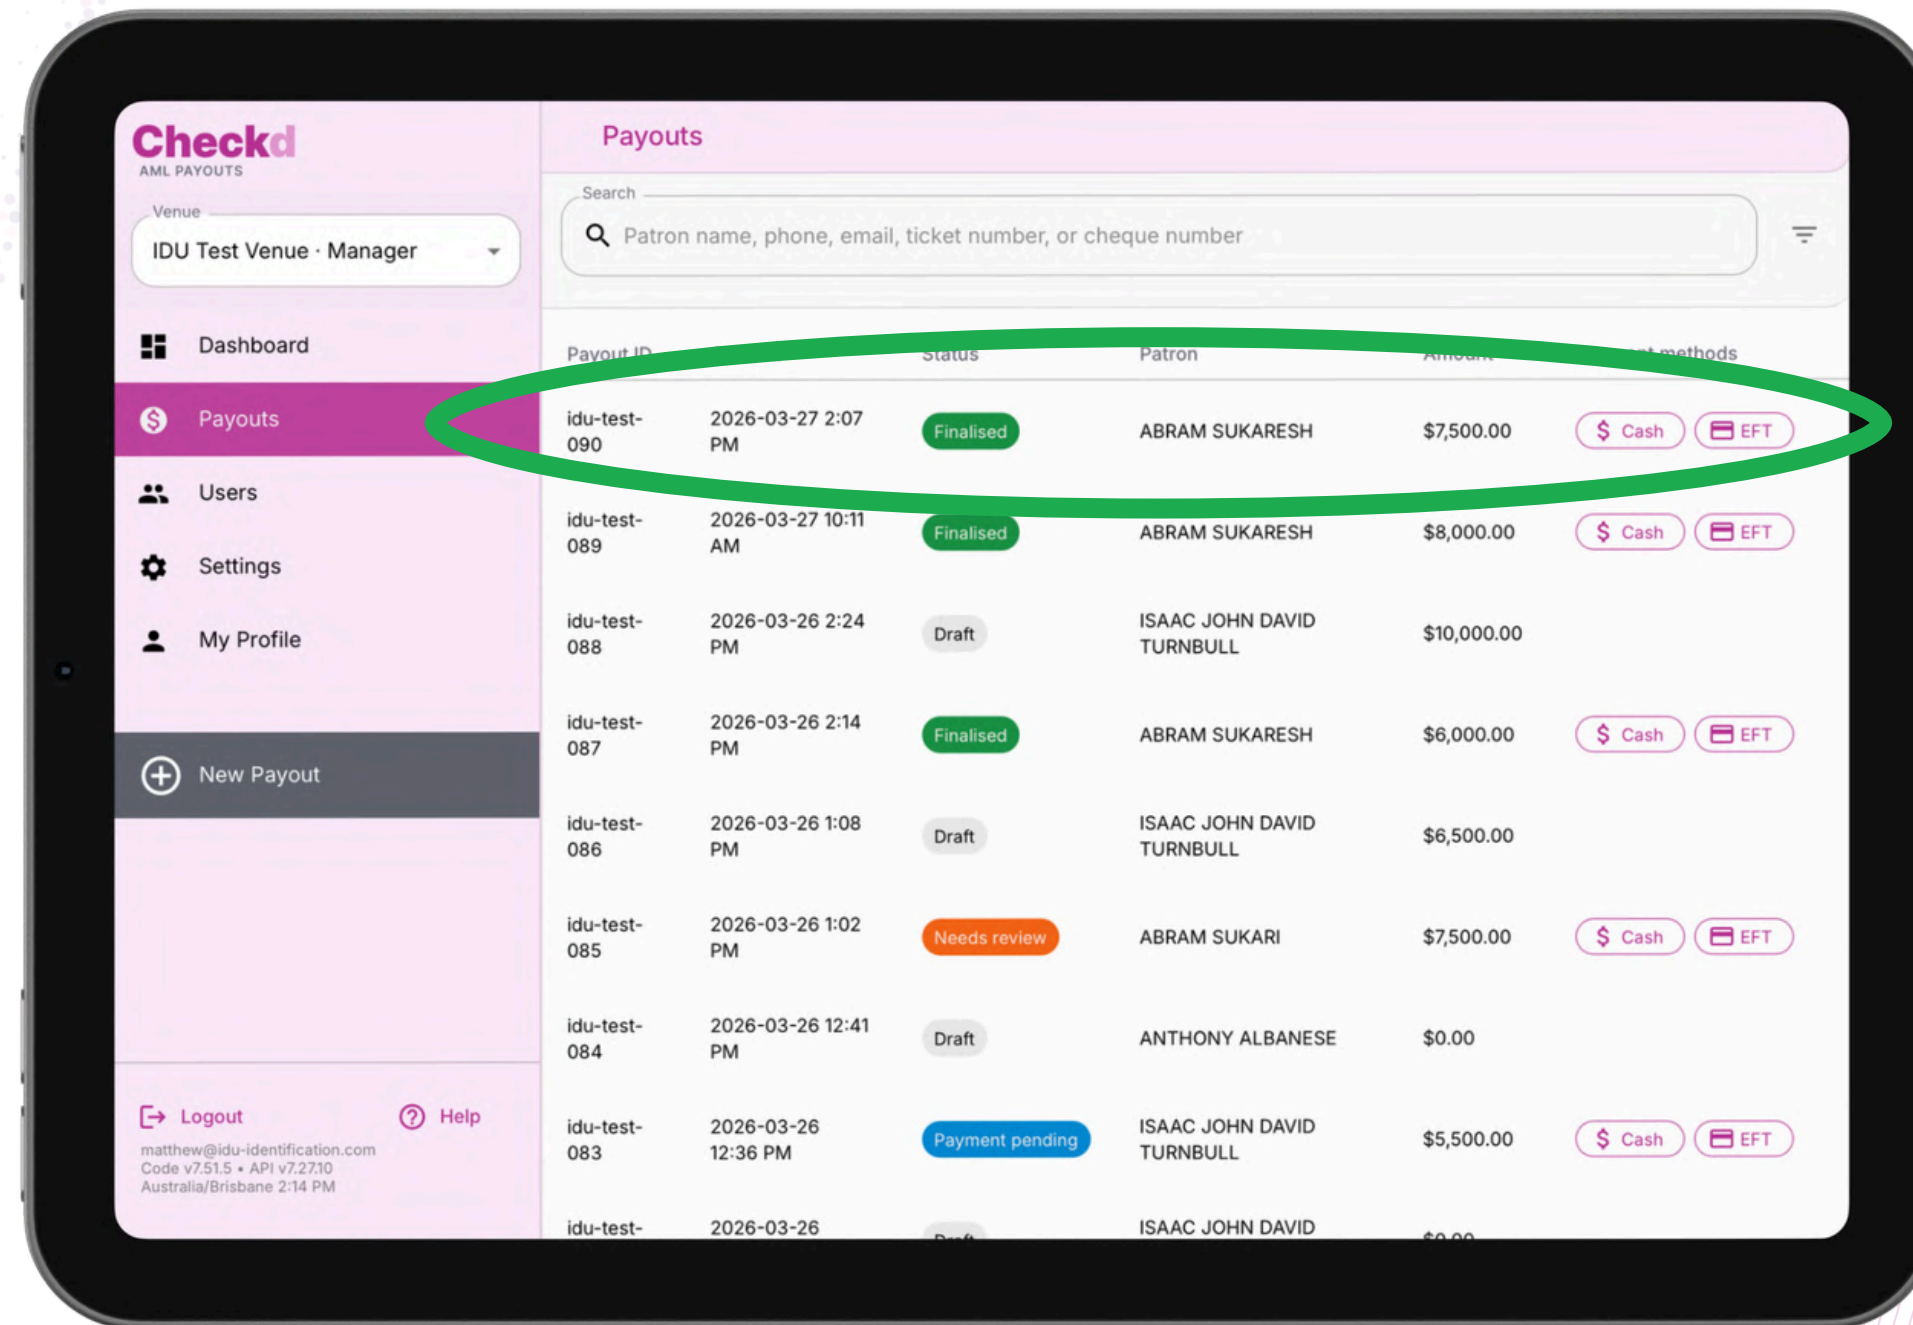 Checkd
AML PAYOUTS
Venue
IDU Test Venue · Manager
Dashboard
Payouts
Users
Settings
My Profile
New Payout
Logout
Help
matthew@idu-identification.com
Code v7.51.5 • API v7.27.10
Australia/Brisbane 2:14 PM
Payouts
Search
Patron name, phone, email, ticket number, or cheque number
Payout ID Status Patron Amount methods
idu-test-
090
2026-03-27 2:07
PM
Finalised
ABRAM SUKARESH
$7,500.00
$ Cash
EFT
idu-test-
089
2026-03-27 10:11
AM
Finalised
ABRAM SUKARESH
$8,000.00
$ Cash
EFT
idu-test-
088
2026-03-26 2:24
PM
Draft
ISAAC JOHN DAVID
TURNBULL
$10,000.00
idu-test-
087
2026-03-26 2:14
PM
Finalised
ABRAM SUKARESH
$6,000.00
$ Cash
EFT
idu-test-
086
2026-03-26 1:08
PM
Draft
ISAAC JOHN DAVID
TURNBULL
$6,500.00
idu-test-
085
2026-03-26 1:02
PM
Needs review
ABRAM SUKARI
$7,500.00
$ Cash
EFT
idu-test-
084
2026-03-26 12:41
PM
Draft
ANTHONY ALBANESE
$0.00
idu-test-
083
2026-03-26
12:36 PM
Payment pending
ISAAC JOHN DAVID
TURNBULL
$5,500.00
$ Cash
EFT
idu-test-
2026-03-26
Draft
ISAAC JOHN DAVID
$0.00